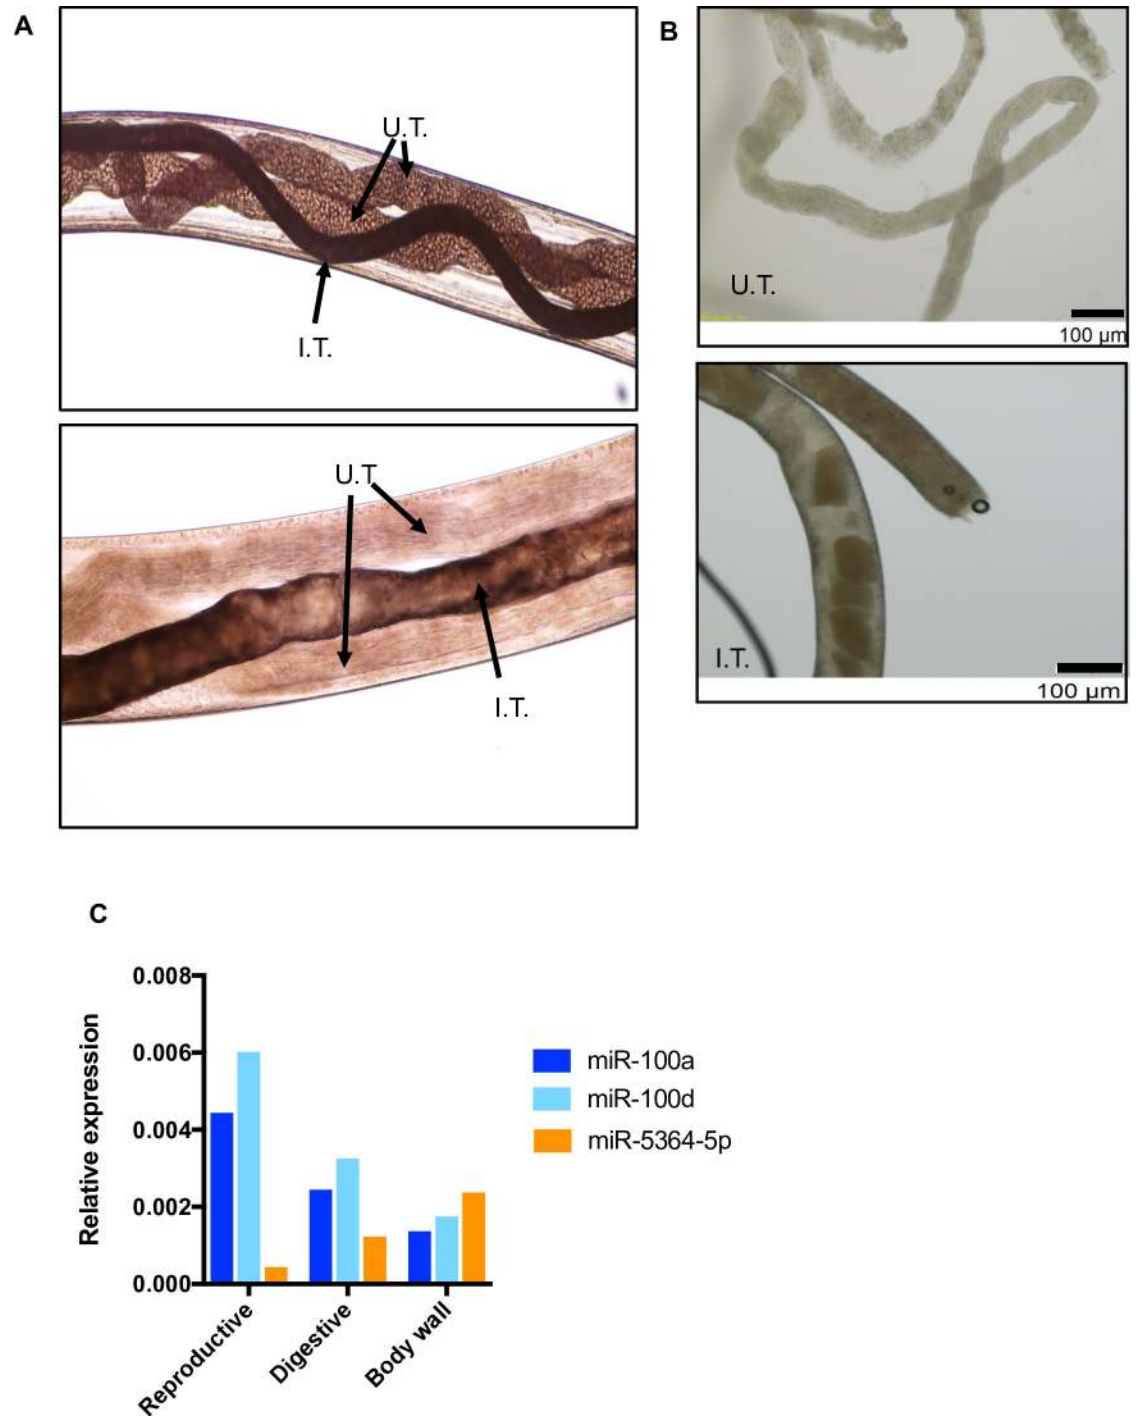 A
U.T.
I.T.
U.T
I.T.
B
U.T.
100 µm
I.T.
100 µm
C
0.008
0.006
0.004
0.002
0.000
Relative expression
Reproductive
Digestive
Body wall
miR-100a
miR-100d
miR-5364-5p